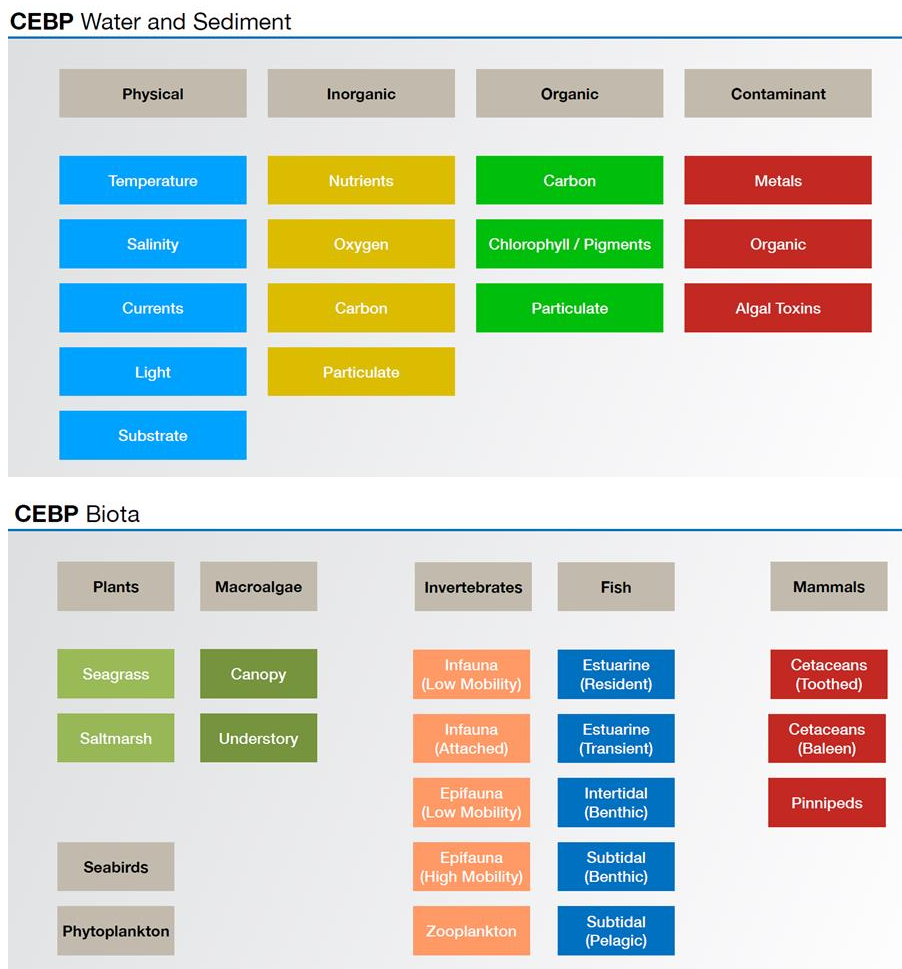 CEBP Water and Sediment
Physical
Inorganic
Organic
Contaminant
Temperature
Nutrients
Carbon
Metals
Salinity
Oxygen
Chlorophyll / Pigments
Organic
Currents
Carbon
Particulate
Algal Toxins
Light
Particulate
Substrate
CEBP Biota
Plants
Macroalgae
Invertebrates
Fish
Mammals
Seagrass
Canopy
Infauna
(Low Mobility)
Estuarine
(Resident)
Cetaceans
(Toothed)
Saltmarsh
Understory
Infauna
(Attached)
Estuarine
(Transient)
Cetaceans
(Baleen)
Epifauna
(Low Mobility)
Intertidal
(Benthic)
Pinnipeds
Seabirds
Epifauna
(High Mobility)
Subtidal
(Benthic)
Phytoplankton
Zooplankton
Subtidal
(Pelagic)